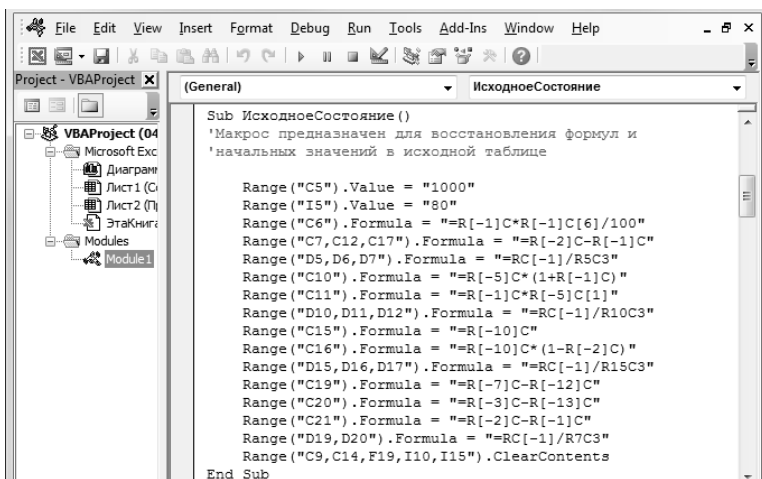 File Edit View Insert Format Debug Run Tools Add-Ins Window Help
Project - VBAProject
(General) ИсходноеСостояние
VBAProject (04
Microsoft Exc
Диаграмм
Лист1 (С
Лист2 (П
ЭтаКнига
Modules
Module1
Sub ИсходноеСостояние()
'Макрос предназначен для восстановления формул и
'начальных значений в исходной таблице
Range("C5").Value = "1000"
Range("I5").Value = "80"
Range("C6").Formula = "=R[-1]C*R[-1]C[6]/100"
Range("C7,C12,C17").Formula = "=R[-2]C-R[-1]C"
Range("D5,D6,D7").Formula = "=RC[-1]/R5C3"
Range("C10").Formula = "=R[-5]C*(1+R[-1]C)"
Range("C11").Formula = "=R[-1]C*R[-5]C[1]"
Range("D10,D11,D12").Formula = "=RC[-1]/R10C3"
Range("C15").Formula = "=R[-10]C"
Range("C16").Formula = "=R[-10]C*(1-R[-2]C)"
Range("D15,D16,D17").Formula = "=RC[-1]/R15C3"
Range("C19").Formula = "=R[-7]C-R[-12]C"
Range("C20").Formula = "=R[-3]C-R[-13]C"
Range("C21").Formula = "=R[-2]C-R[-1]C"
Range("D19,D20").Formula = "=RC[-1]/R7C3"
Range("C9,C14,F19,I10,I15").ClearContents
End Sub